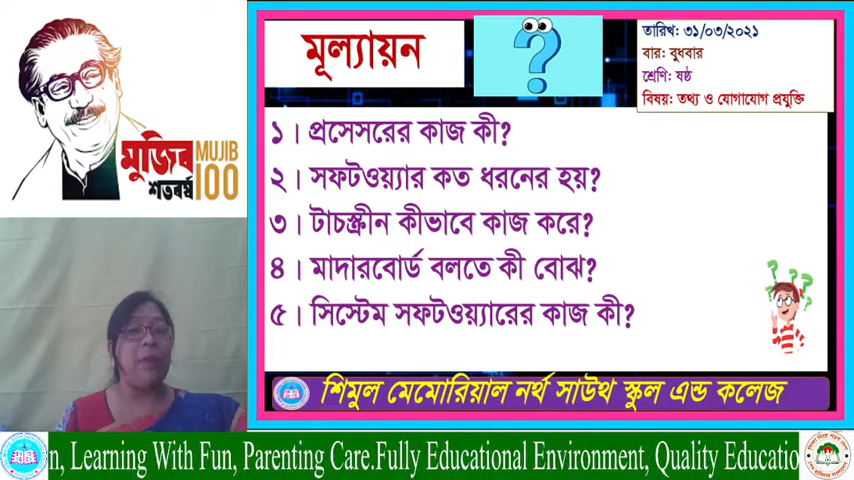 মুজিব
শতবর্ষ
MUJIB
100
মূল্যায়ন
তারিখ: ৩১/০৩/২০২১
বার: বুধবার
শ্রেণি: ষষ্ঠ
বিষয়: তথ্য ও যোগাযোগ প্রযুক্তি
১। প্রসেসরের কাজ কী?
২। সফটওয়্যার কত ধরনের হয়?
৩। টাচস্ক্রীন কীভাবে কাজ করে?
৪। মাদারবোর্ড বলতে কী বোঝ?
৫। সিস্টেম সফটওয়্যারের কাজ কী?
শিমুল মেমোরিয়াল নর্থ সাউথ স্কুল এন্ড কলেজ
n, Learning With Fun, Parenting Care.Fully Educational Environment, Quality Educatio